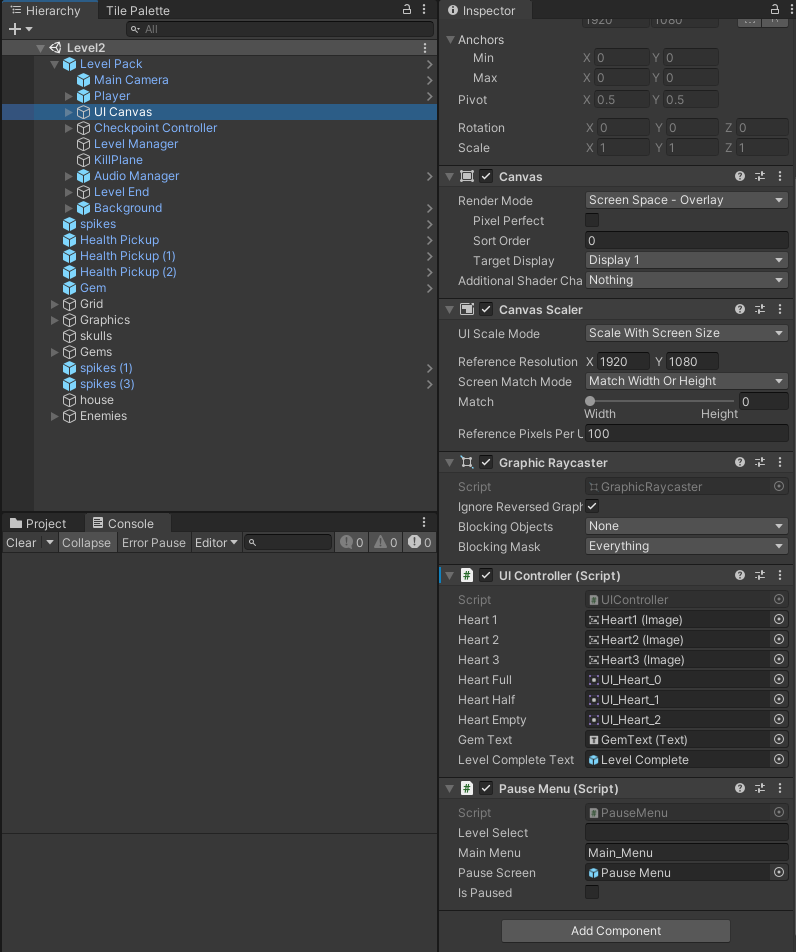 Hierarchy
Tile Palette
All
Level2
Level Pack
Main Camera
Player
UI Canvas
Checkpoint Controller
Level Manager
KillPlane
Audio Manager
Level End
Background
spikes
Health Pickup
Health Pickup (1)
Health Pickup (2)
Gem
Grid
Graphics
skulls
Gems
spikes (1)
spikes (3)
house
Enemies
Project
Console
Clear
Collapse
Error Pause
Editor
0
0
0
Inspector
1920
1080
Anchors
Min X 0 Y 0
Max X 0 Y 0
Pivot X 0.5 Y 0.5
Rotation X 0 Y 0 Z 0
Scale X 1 Y 1 Z 1
Canvas
Render Mode Screen Space - Overlay
Pixel Perfect
Sort Order 0
Target Display Display 1
Additional Shader Cha Nothing
Canvas Scaler
UI Scale Mode Scale With Screen Size
Reference Resolution X 1920 Y 1080
Screen Match Mode Match Width Or Height
Match 0
Width Height
Reference Pixels Per U 100
Graphic Raycaster
Script GraphicRaycaster
Ignore Reversed Graph
Blocking Objects None
Blocking Mask Everything
# UI Controller (Script)
Script UIController
Heart 1 Heart1 (Image)
Heart 2 Heart2 (Image)
Heart 3 Heart3 (Image)
Heart Full UI_Heart_0
Heart Half UI_Heart_1
Heart Empty UI_Heart_2
Gem Text GemText (Text)
Level Complete Text Level Complete
# Pause Menu (Script)
Script PauseMenu
Level Select
Main Menu Main_Menu
Pause Screen Pause Menu
Is Paused
Add Component